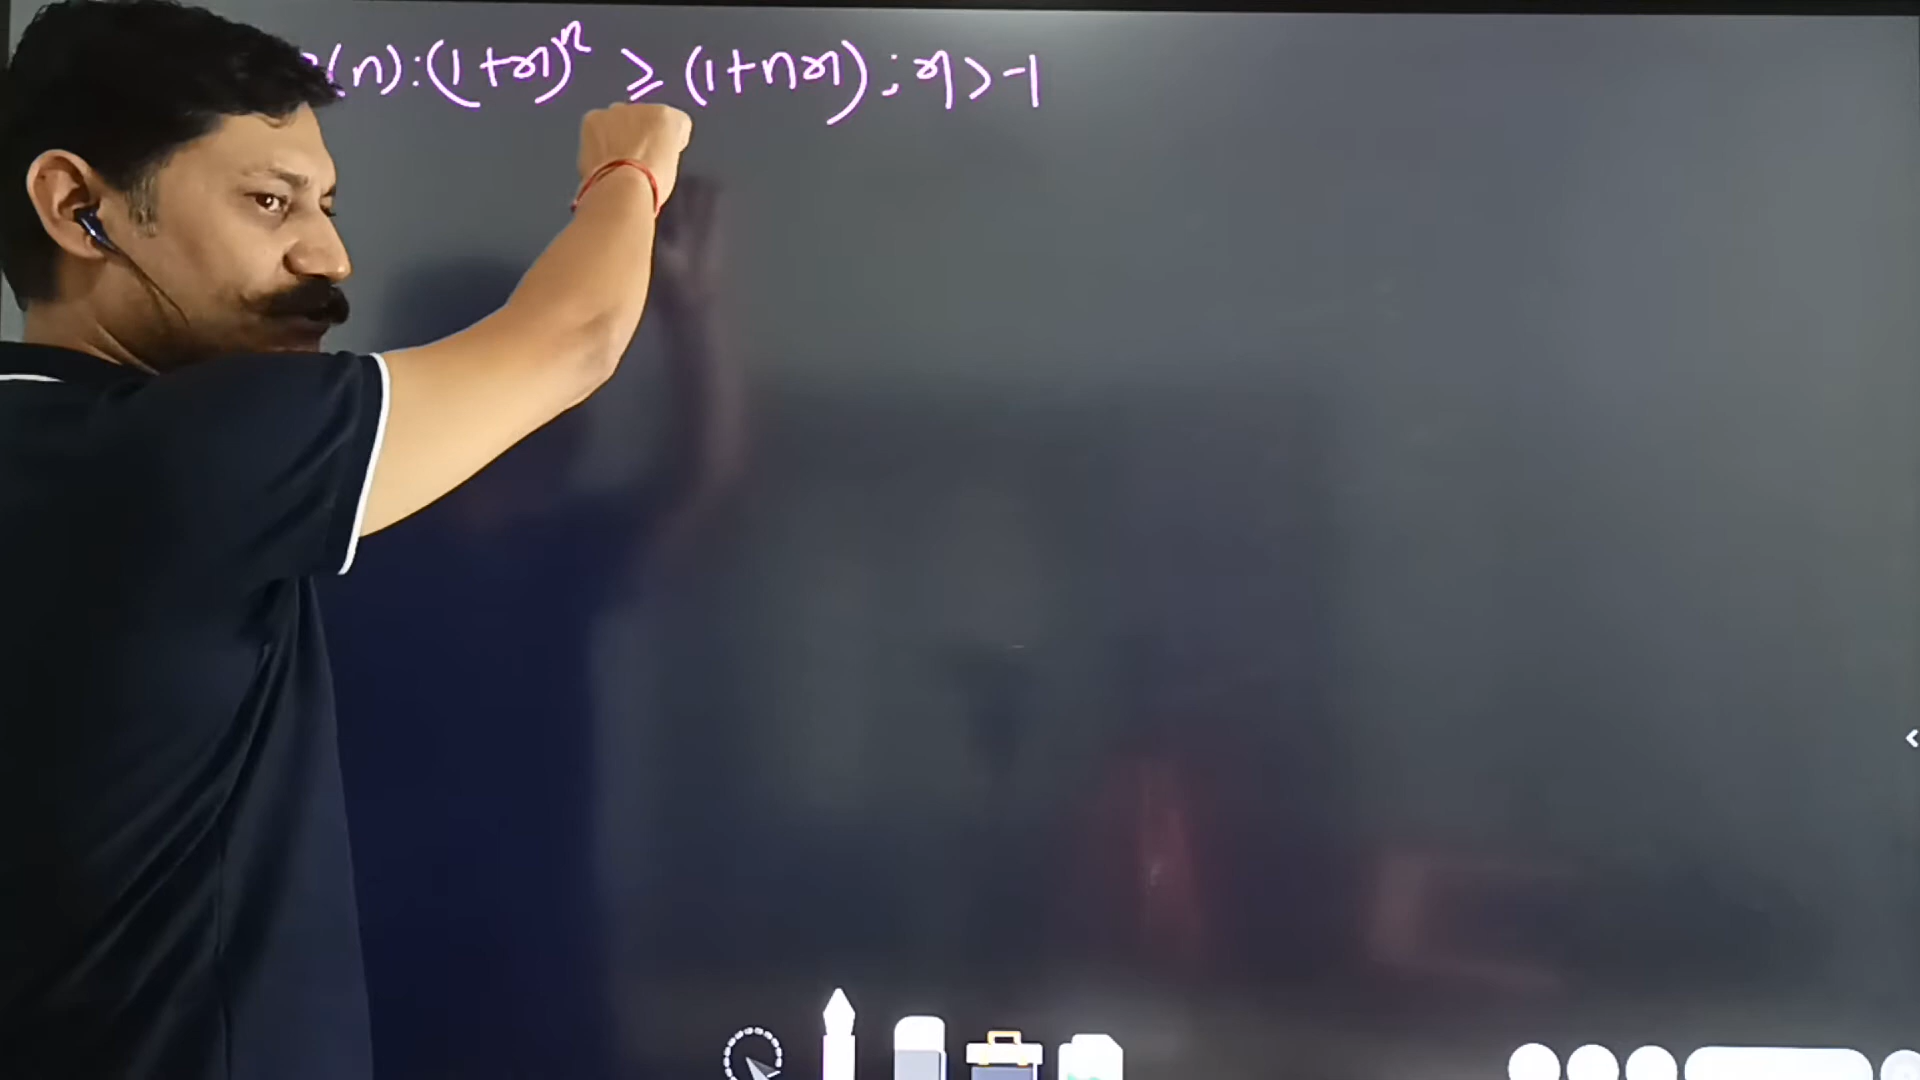 (n):(1+x)ⁿ ≥ (1+nx) ; x > -1